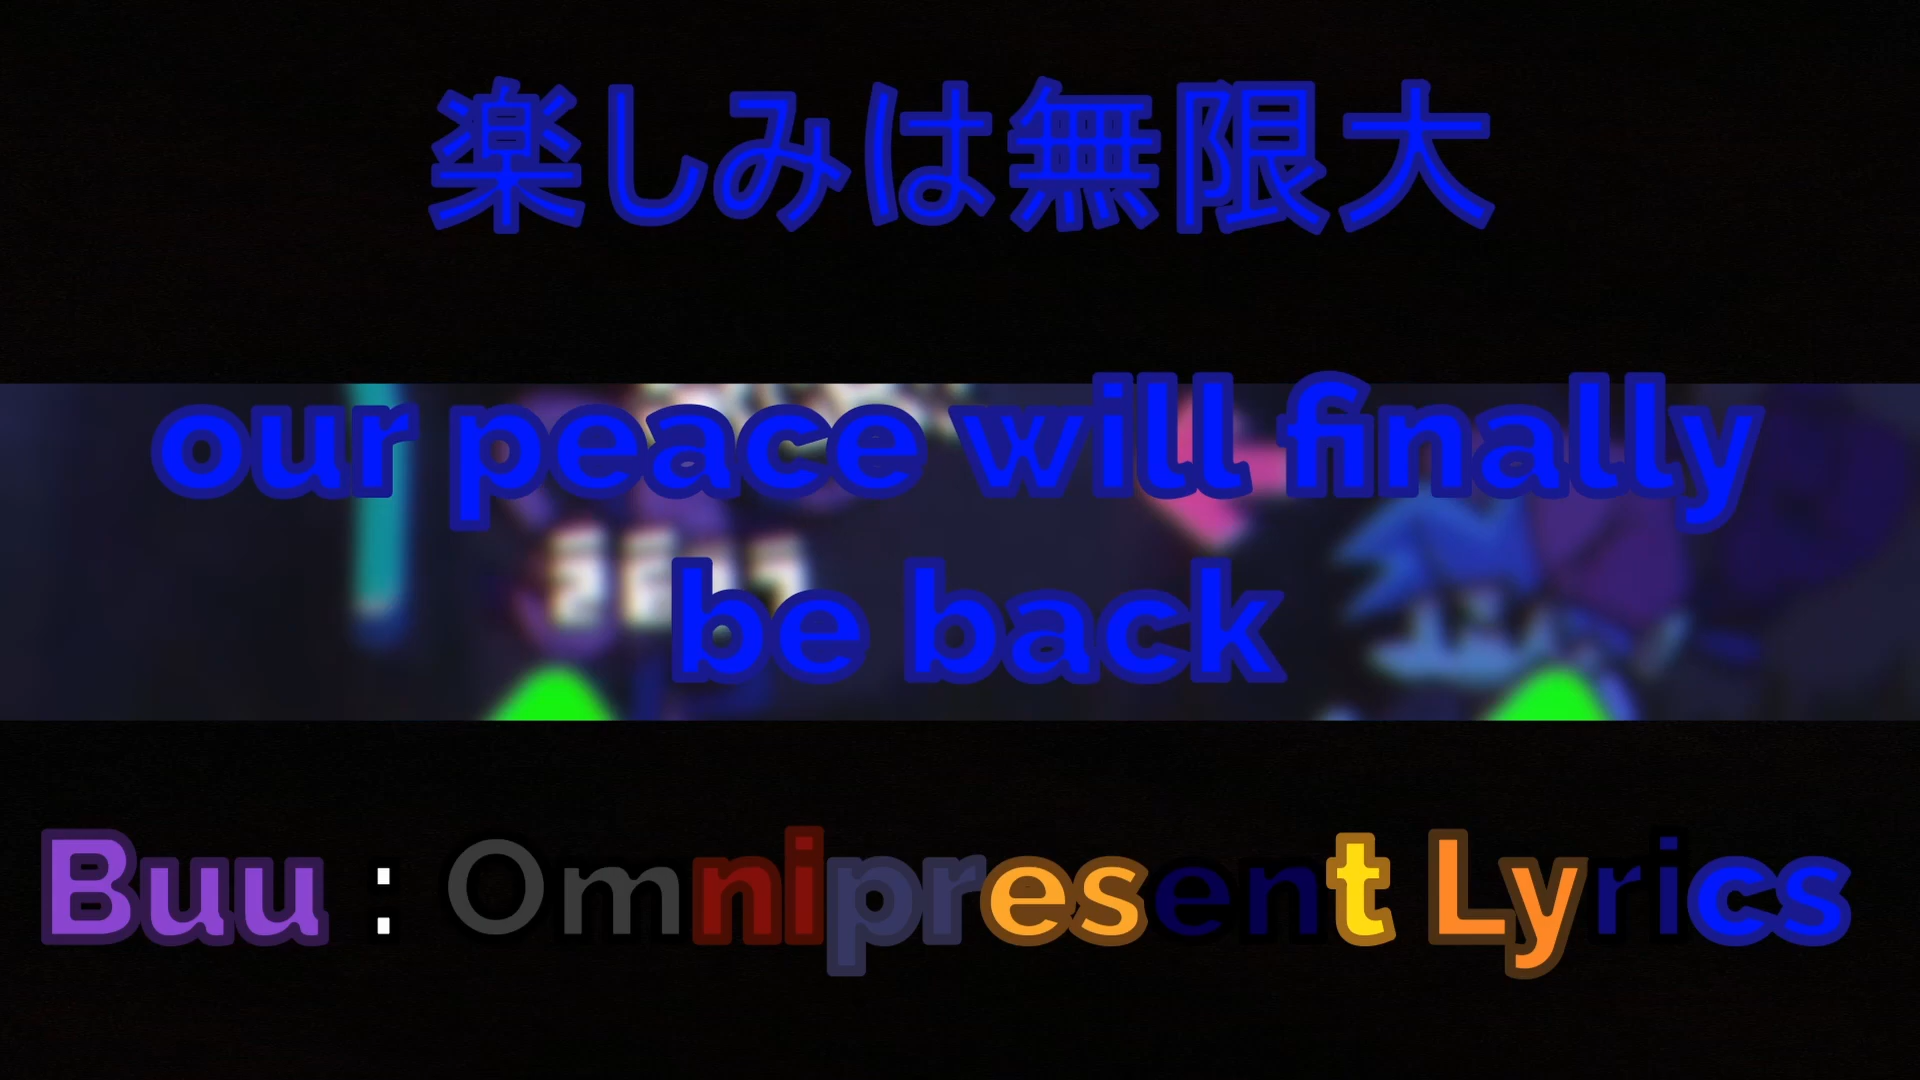 楽しみは無限大
our peace will finally
be back
Buu : Omnipresent Lyrics